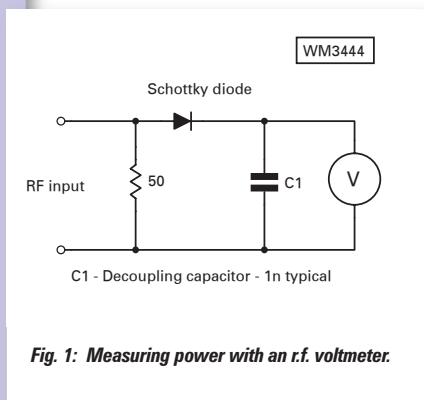 WM3444
Schottky diode
RF input
50
C1
V
C1 - Decoupling capacitor - 1n typical
Fig. 1: Measuring power with an r.f. voltmeter.